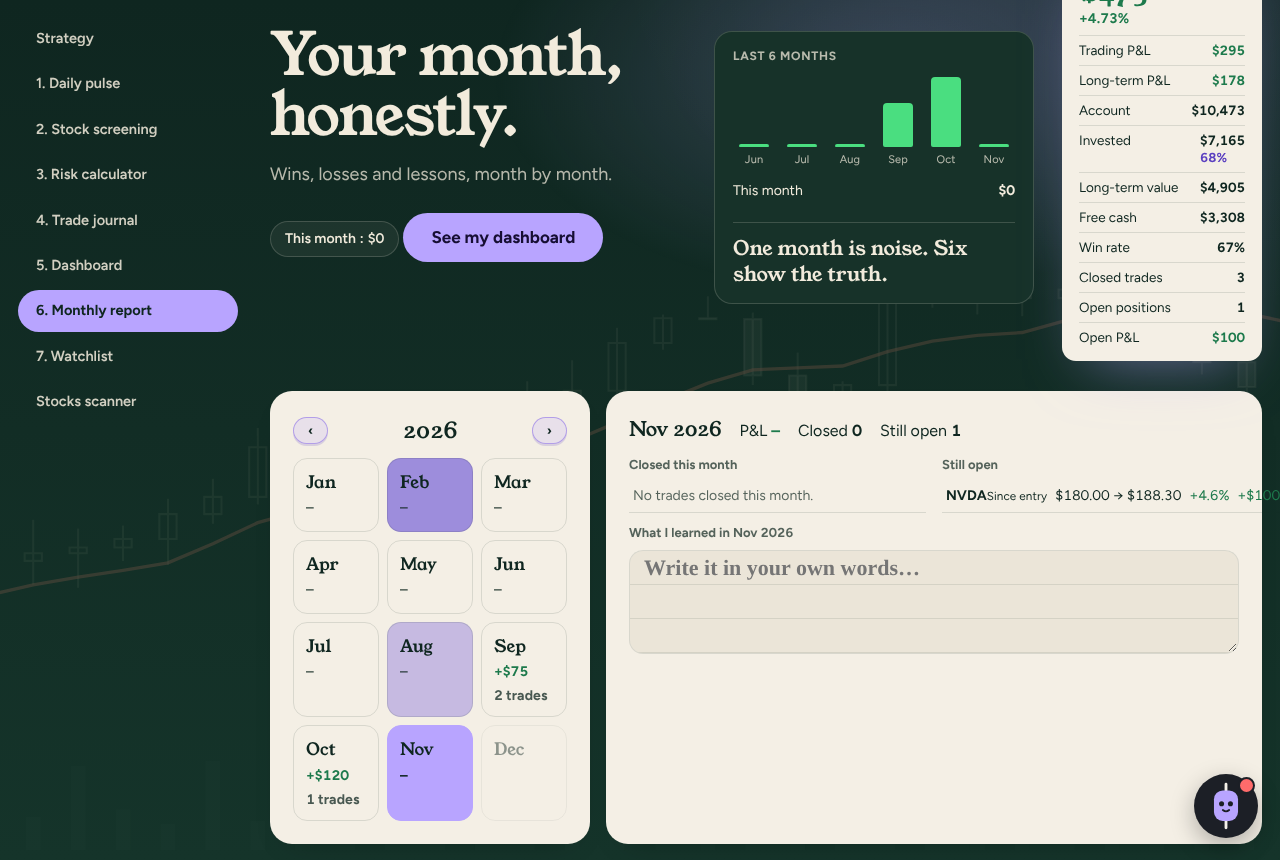 Strategy
1. Daily pulse
2. Stock screening
3. Risk calculator
4. Trade journal
5. Dashboard
6. Monthly report
7. Watchlist
Stocks scanner
Your month,
honestly.
Wins, losses and lessons, month by month.
This month : $0
See my dashboard
LAST 6 MONTHS
Jun Jul Aug Sep Oct Nov
This month $0
One month is noise. Six
show the truth.
+4.73%
Trading P&L $295
Long-term P&L $178
Account $10,473
Invested $7,165
68%
Long-term value $4,905
Free cash $3,308
Win rate 67%
Closed trades 3
Open positions 1
Open P&L $100
‹ 2026 ›
Jan Feb Mar
– – –
Apr May Jun
– – –
Jul Aug Sep
– – +$75
2 trades
Oct Nov Dec
+$120 –
1 trades
Nov 2026 P&L – Closed 0 Still open 1
Closed this month
No trades closed this month.
Still open
NVDA Since entry $180.00 → $188.30 +4.6% +$100
What I learned in Nov 2026
Write it in your own words…